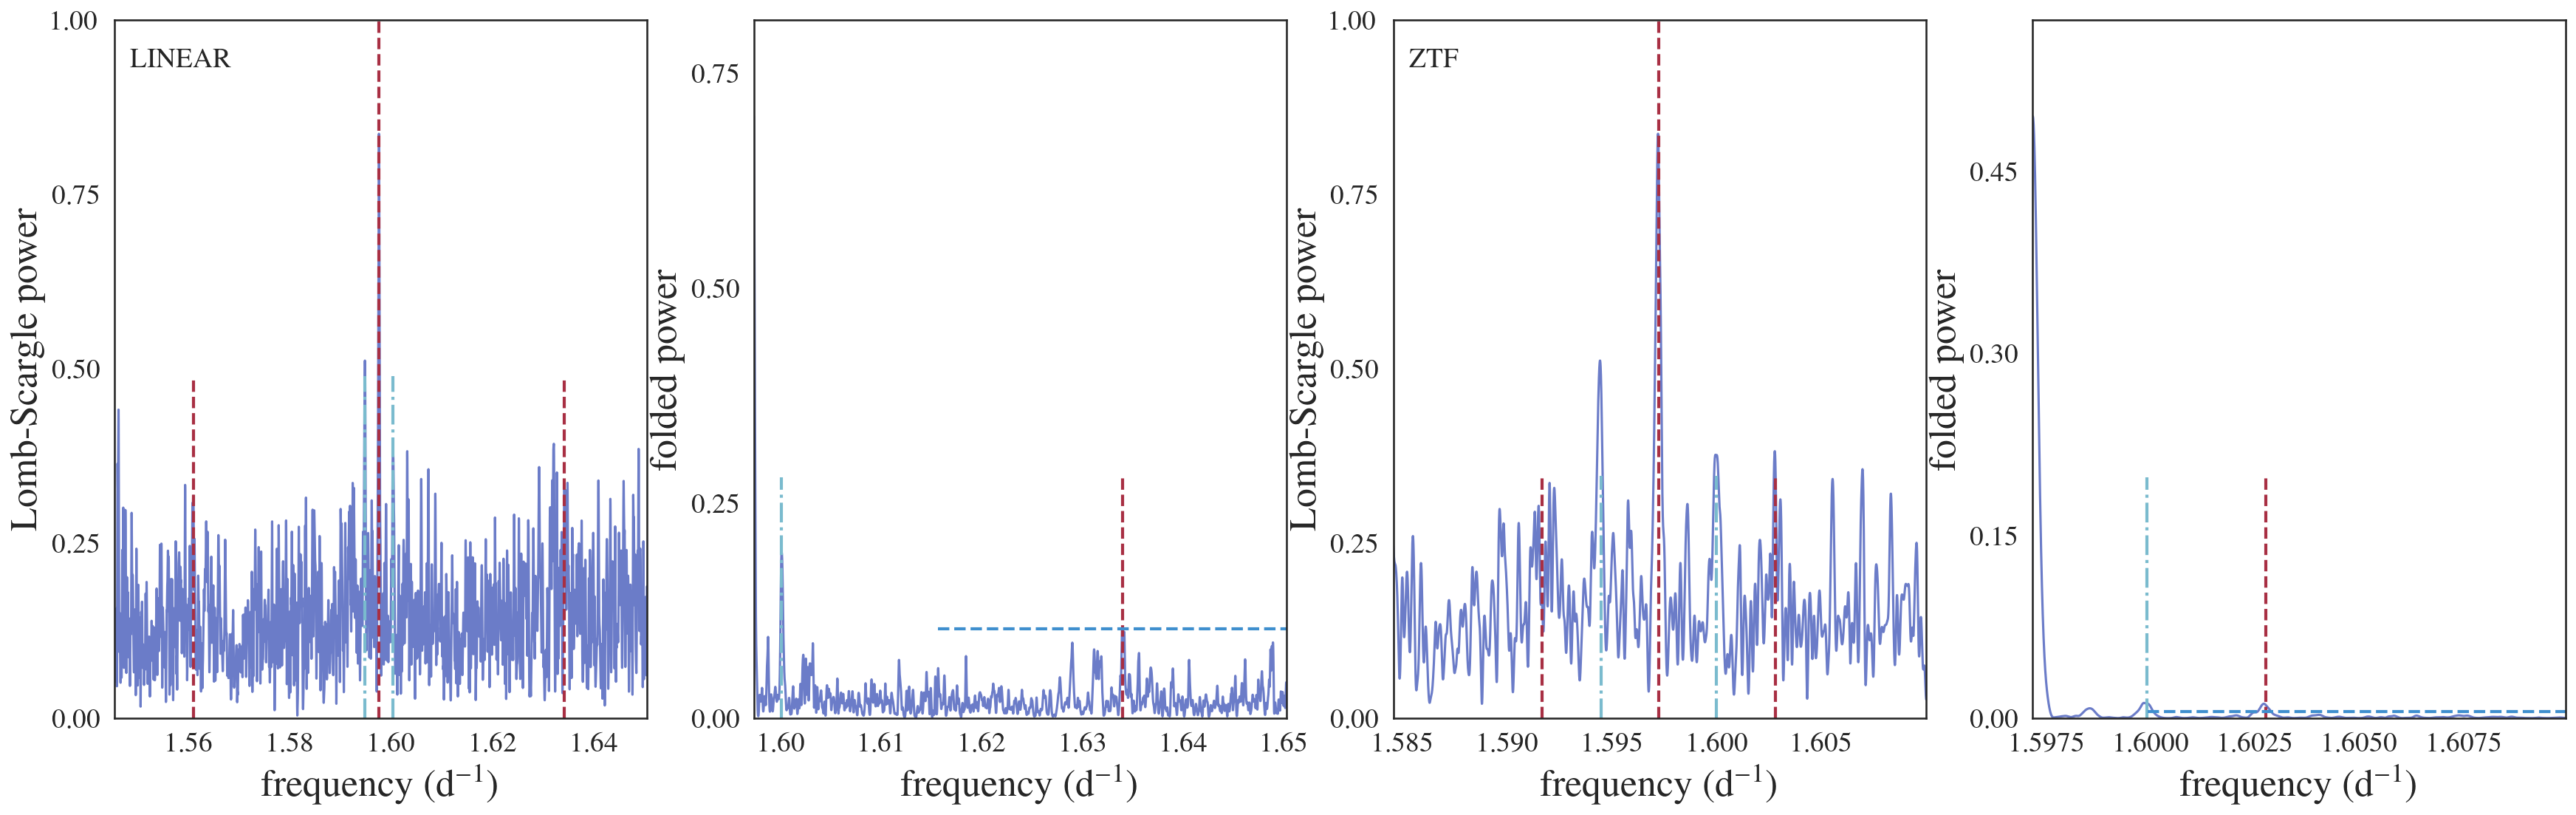 LINEAR
Lomb-Scargle power
1.00
0.75
0.50
0.25
0.00
1.56 1.58 1.60 1.62 1.64
frequency (d⁻¹)
folded power
0.75
0.50
0.25
0.00
1.60 1.61 1.62 1.63 1.64 1.65
frequency (d⁻¹)
ZTF
Lomb-Scargle power
1.00
0.75
0.50
0.25
0.00
1.585 1.590 1.595 1.600 1.605
frequency (d⁻¹)
folded power
0.45
0.30
0.15
0.00
1.5975 1.6000 1.6025 1.6050 1.6075
frequency (d⁻¹)